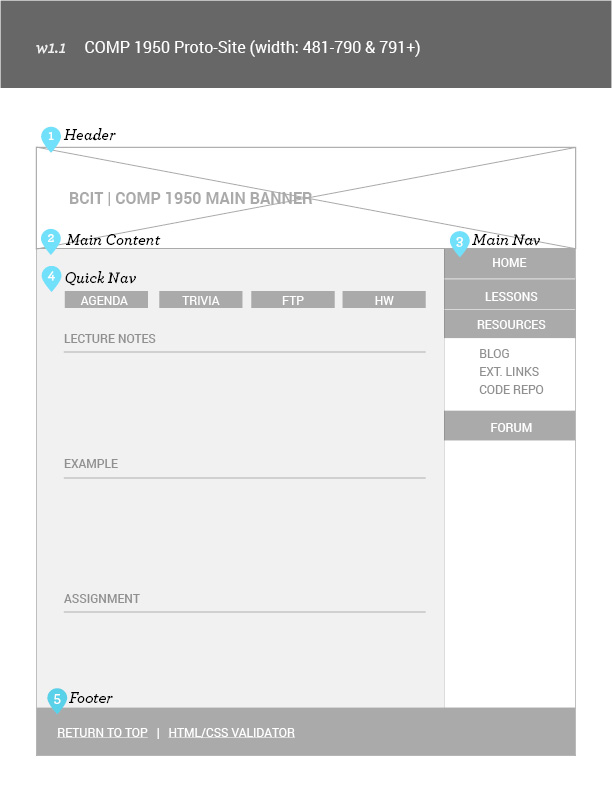 w1.1 COMP 1950 Proto-Site (width: 481-790 & 791+)
1 Header
BCIT | COMP 1950 MAIN BANNER
2 Main Content
3 Main Nav
4 Quick Nav
AGENDA TRIVIA FTP HW
LECTURE NOTES
EXAMPLE
ASSIGNMENT
HOME
LESSONS
RESOURCES
BLOG
EXT. LINKS
CODE REPO
FORUM
5 Footer
RETURN TO TOP | HTML/CSS VALIDATOR